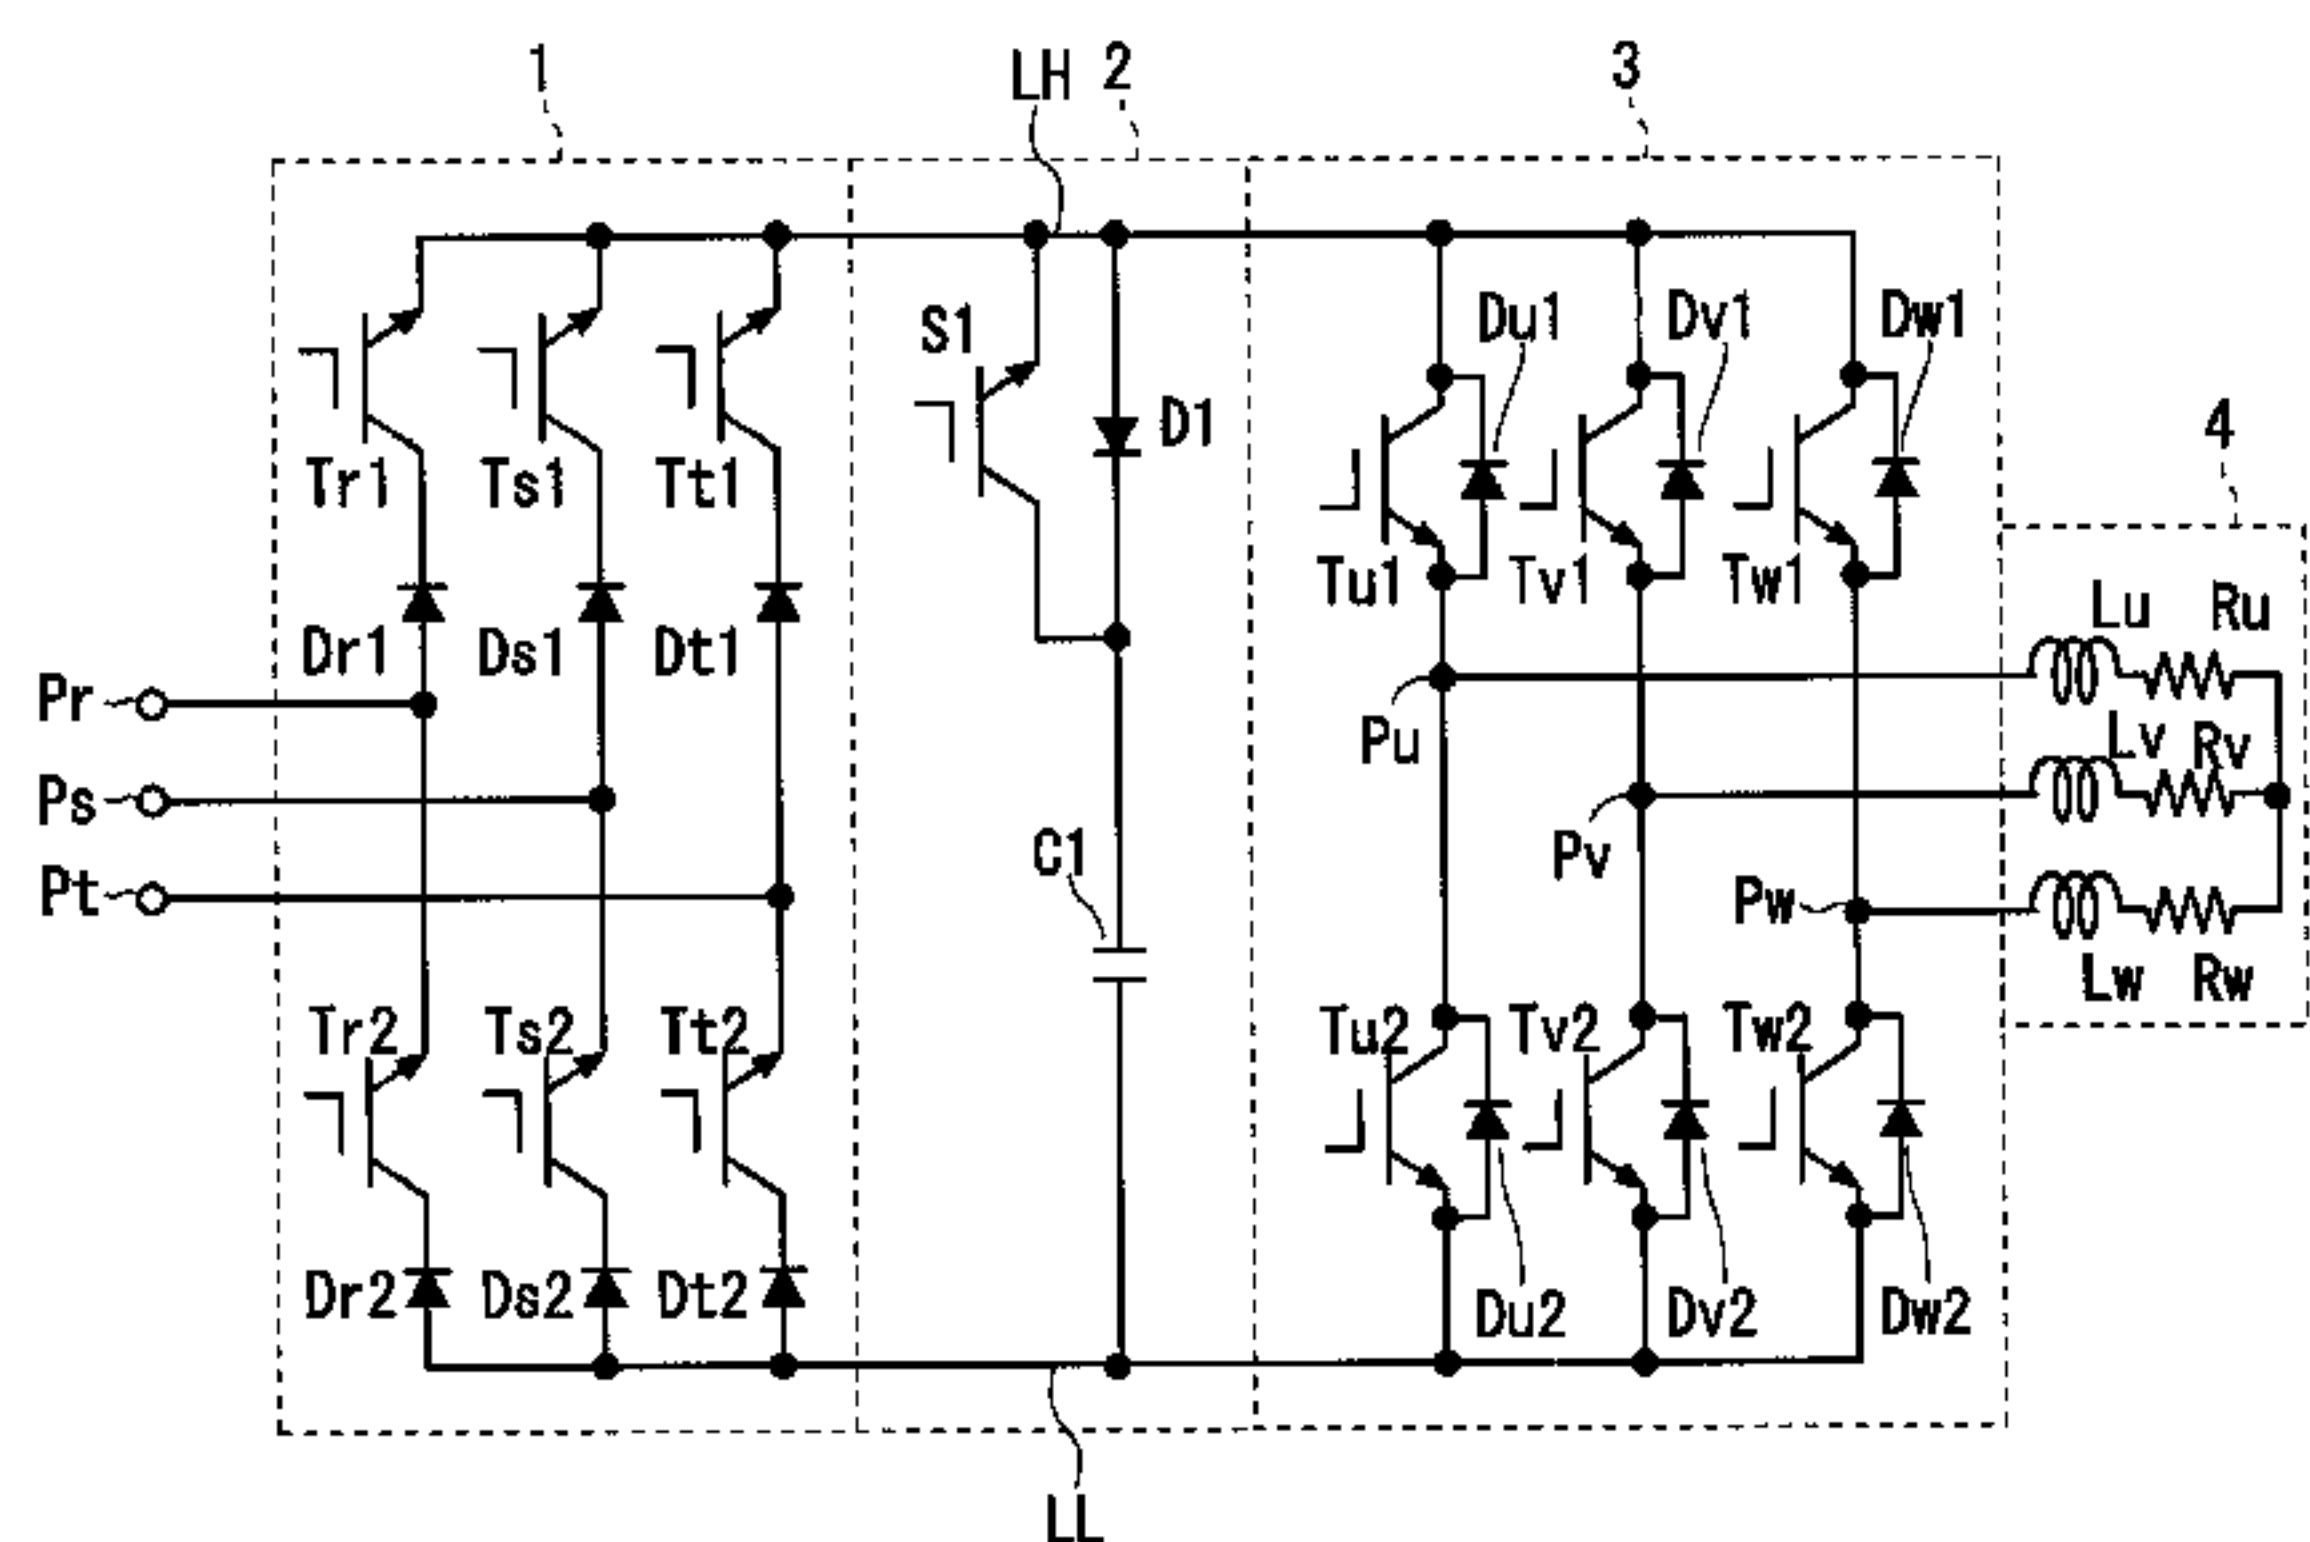 1
LH
2
3
S1
Du1
Dv1
Dw1
D1
4
Tr1
Ts1
Tt1
Tu1
Tv1
Tw1
Lu
Ru
Dr1
Ds1
Dt1
Pr
Pu
Lv
Rv
Ps
C1
Pv
Pt
Pw
Lw
Rw
Tr2
Ts2
Tt2
Tu2
Tv2
Tw2
Dr2
Ds2
Dt2
Du2
Dv2
Dw2
LL